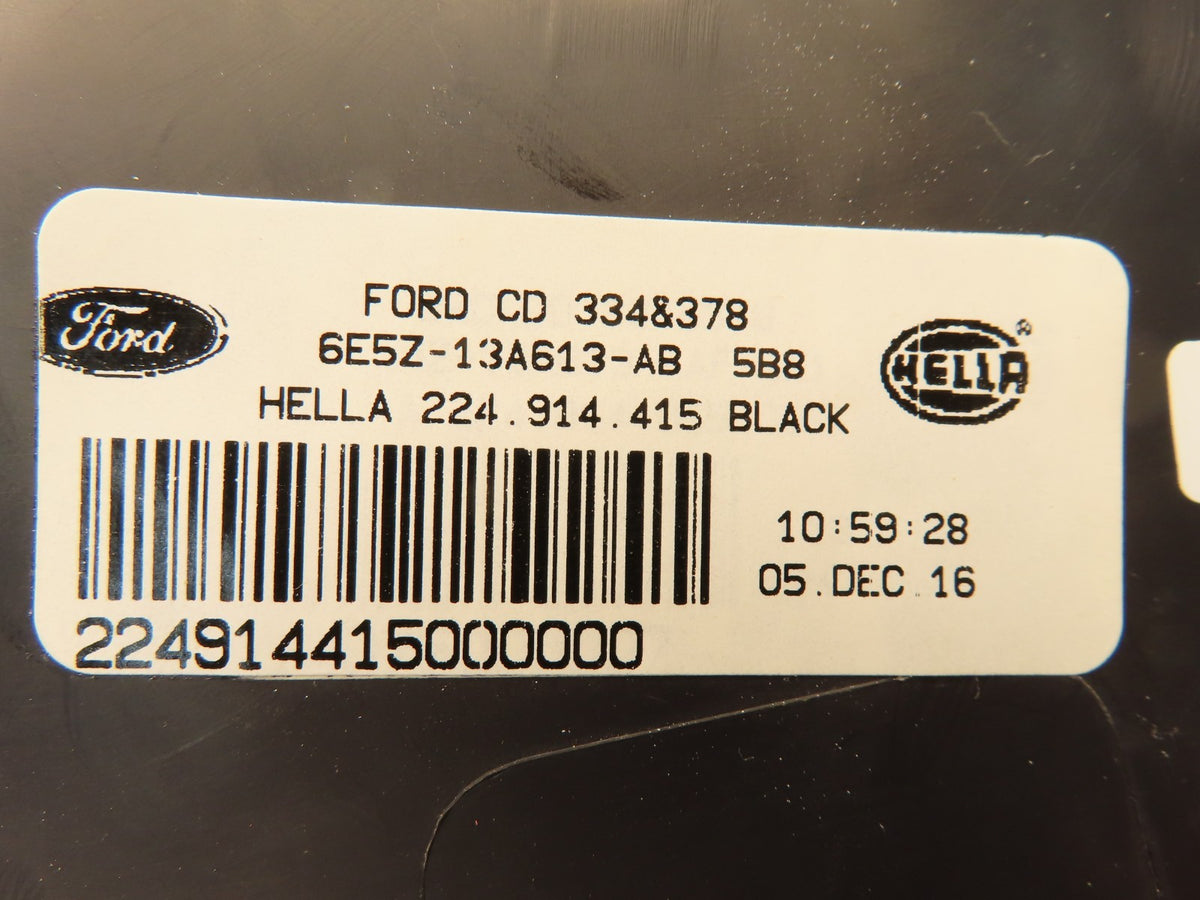 FORD CD 334&378
Ford
6E5Z-13A613-AB 5B8
HELLA®
HELLA 224.914.415 BLACK
10:59:28
05.DEC.16
224914415000000